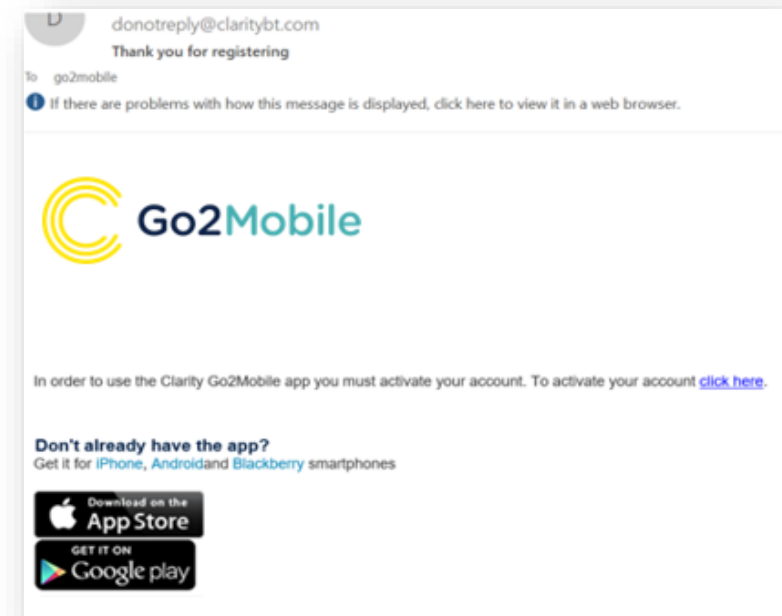 D
donotreply@claritybt.com
Thank you for registering
To go2mobile
i If there are problems with how this message is displayed, click here to view it in a web browser.
Go2Mobile
In order to use the Clarity Go2Mobile app you must activate your account. To activate your account click here.
Don't already have the app?
Get it for iPhone, Androidand Blackberry smartphones
Download on the
App Store
GET IT ON
Google play